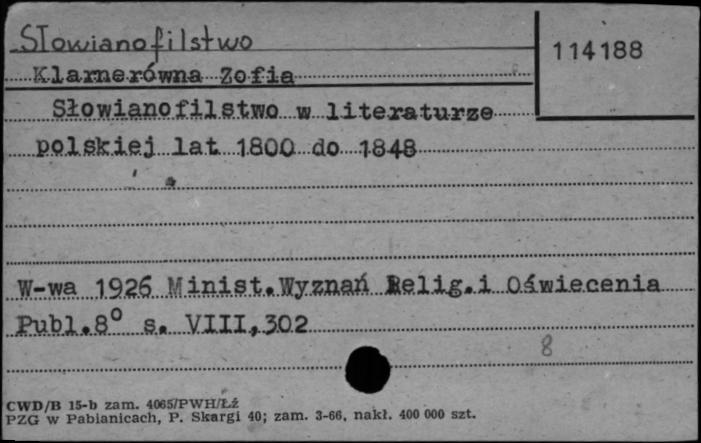 Słowianofilstwo
114188
Klarnerówna Zofia
Słowianofilstwo w literaturze
polskiej lat 1800 do 1848
W-wa 1926 Minist.Wyznań Relig.i Oświecenia
Publ.8° s. VIII,302
8
CWD/B 15-b zam. 4065/PWH/Łź
PZG w Pabianicach, P. Skargi 40; zam. 3-66, nakł. 400 000 szt.